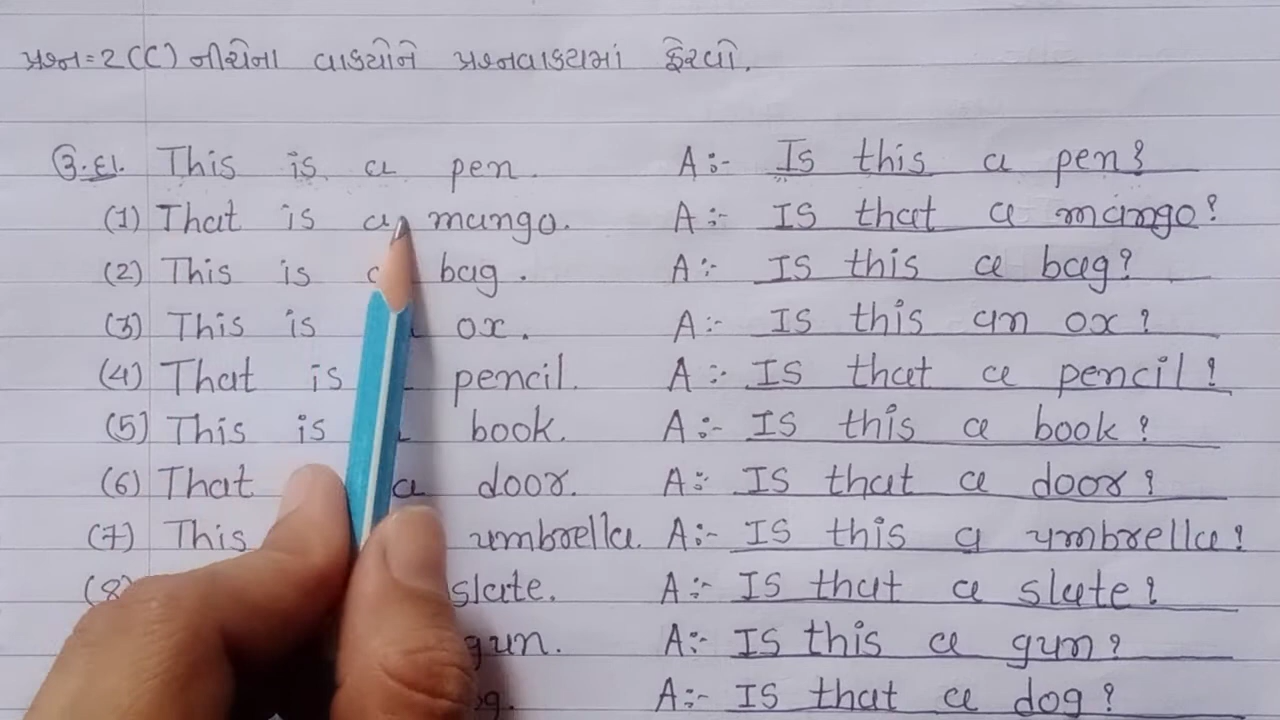 પ્રશ્ન=2 (C) નીચેના વાક્યોને પ્રશ્નવાક્યમાં ફેરવો.
ઉ.દા. This is a pen. A:- Is this a pen?
(1) That is a mango. A:- IS that a mango?
(2) This is a bag. A:- IS this a bag?
(3) This is ox. A:- IS this an ox?
(4) That is pencil. A:- IS that a pencil?
(5) This is book. A:- IS this a book?
(6) That a door. A:- IS that a door?
(7) This umbrella. A:- IS this a umbrella?
(8) slate. A:- IS that a slate?
gun. A:- IS this a gun?
A:- IS that a dog?